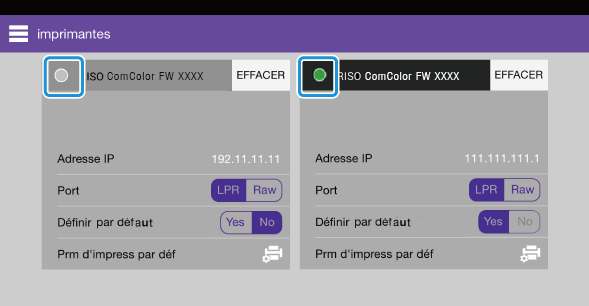 imprimantes
RISO ComColor FW XXXX EFFACER
Adresse IP 192.11.11.11
Port LPR Raw
Définir par défaut Yes No
Prm d'impress par déf
RISO ComColor FW XXXX EFFACER
Adresse IP 111.111.111.1
Port LPR Raw
Définir par défaut Yes No
Prm d'impress par déf